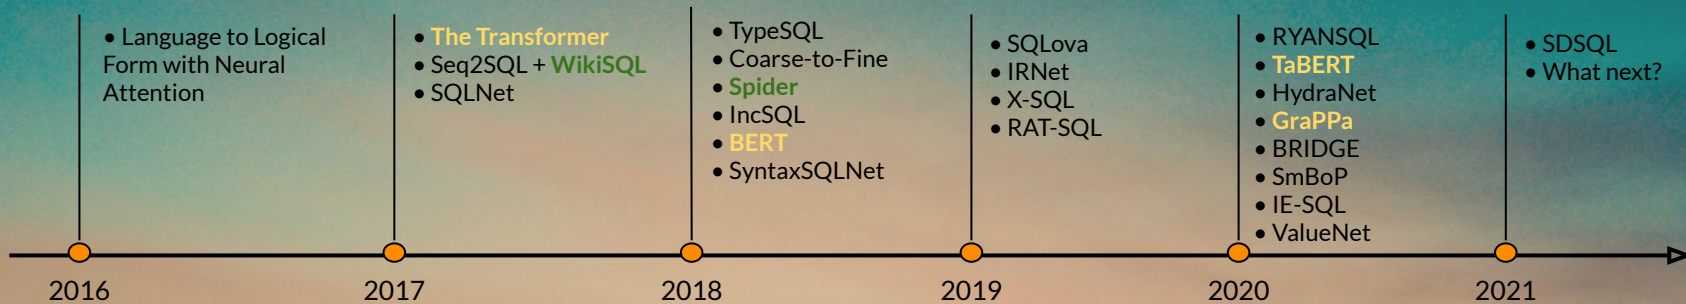 • Language to Logical
Form with Neural
Attention
• The Transformer
• Seq2SQL + WikiSQL
• SQLNet
• TypeSQL
• Coarse-to-Fine
• Spider
• IncSQL
• BERT
• SyntaxSQLNet
• SQLova
• IRNet
• X-SQL
• RAT-SQL
• RYANSQL
• TaBERT
• HydraNet
• GraPPa
• BRIDGE
• SmBoP
• IE-SQL
• ValueNet
• SDSQL
• What next?
2016 2017 2018 2019 2020 2021